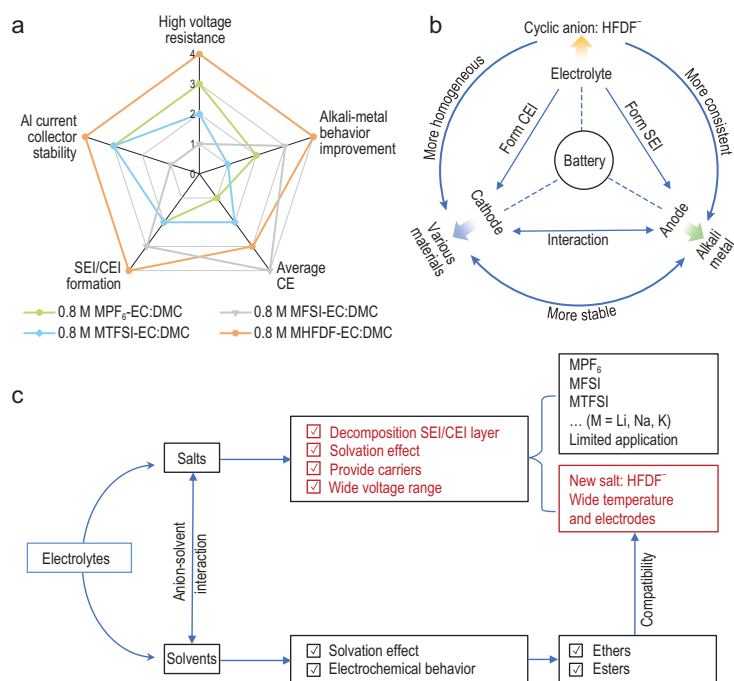 a
High voltage
resistance
4
3
2
1
0
Alkali-metal
behavior
improvement
Average
CE
SEI/CEI
formation
Al current
collector
stability
0.8 M MPF₆-EC:DMC
0.8 M MFSI-EC:DMC
0.8 M MTFSI-EC:DMC
0.8 M MHFDF-EC:DMC
b
Cyclic anion: HFDF⁻
Electrolyte
More homogeneous
More consistent
Form CEI
Form SEI
Battery
Cathode
Anode
Various
materials
Interaction
Alkali
metal
More stable
c
Electrolytes
Salts
Anion-solvent
interaction
Solvents
☑ Decomposition SEI/CEI layer
☑ Solvation effect
☑ Provide carriers
☑ Wide voltage range
MPF₆
MFSI
MTFSI
... (M = Li, Na, K)
Limited application
New salt: HFDF⁻
Wide temperature
and electrodes
Compatibility
☑ Solvation effect
☑ Electrochemical behavior
☑ Ethers
☑ Esters